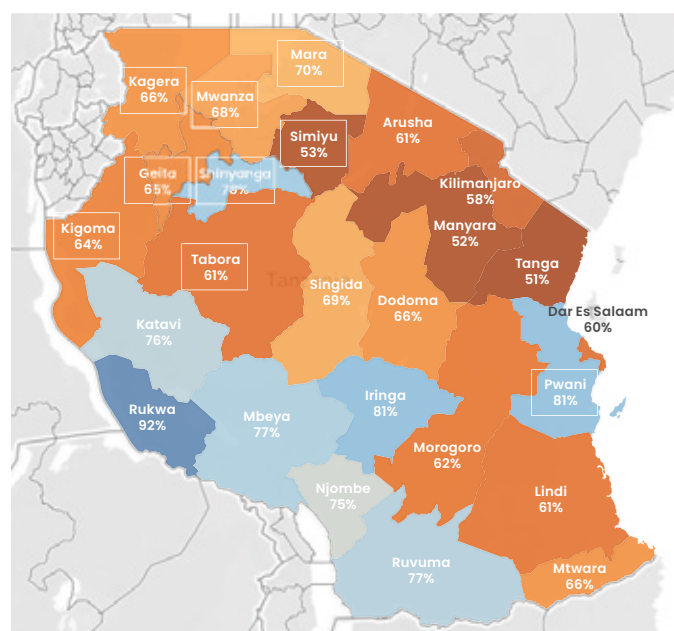 Mara
70%
Kagera
66%
Mwanza
68%
Arusha
61%
Simiyu
53%
Geita
65%
Shinyanga
78%
Kilimanjaro
58%
Kigoma
64%
Manyara
52%
Tabora
61%
Tanga
51%
Singida
69%
Dodoma
66%
Dar Es Salaam
60%
Katavi
76%
Pwani
81%
Iringa
81%
Rukwa
92%
Mbeya
77%
Morogoro
62%
Njombe
75%
Lindi
61%
Ruvuma
77%
Mtwara
66%